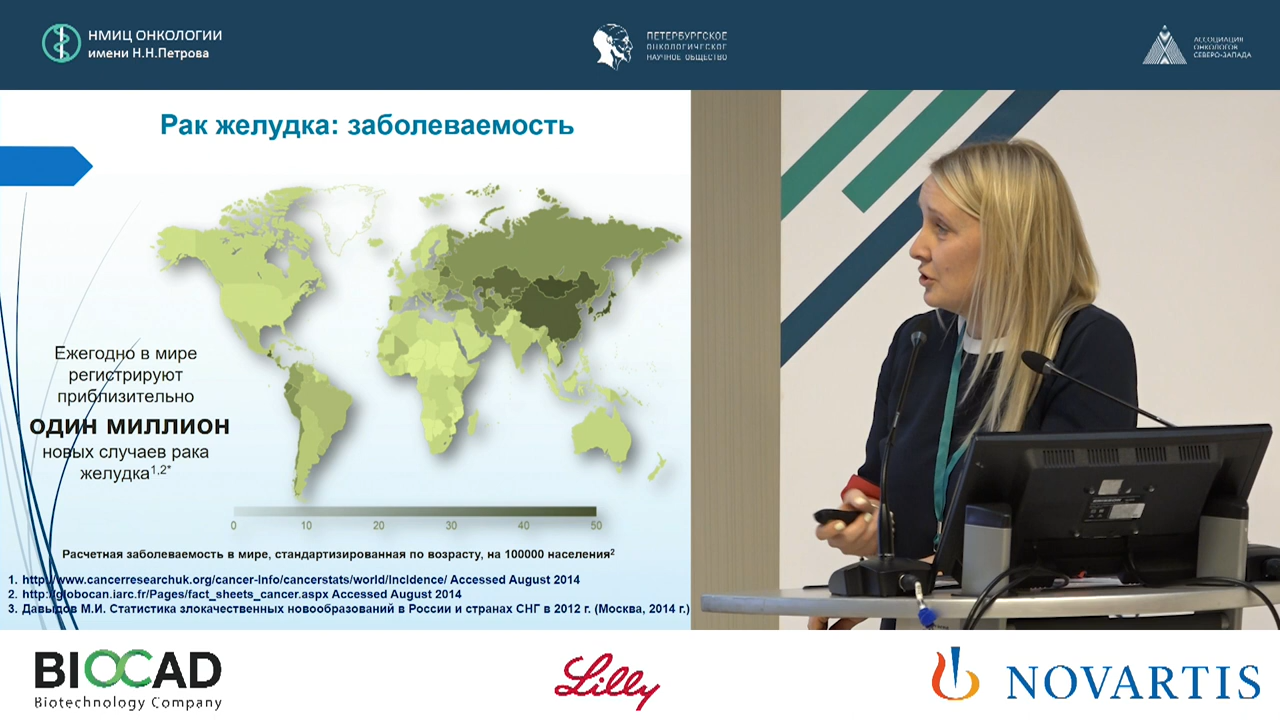 НМИЦ ОНКОЛОГИИ
имени Н.Н.Петрова
ПЕТЕРБУРГСКОЕ
ОНКОЛОГИЧЕСКОЕ
НАУЧНОЕ ОБЩЕСТВО
АССОЦИАЦИЯ
ОНКОЛОГОВ
СЕВЕРО-ЗАПАДА
Рак желудка: заболеваемость
Ежегодно в мире
регистрируют
приблизительно
один миллион
новых случаев рака
желудка1,2*
0 10 20 30 40 50
Расчетная заболеваемость в мире, стандартизированная по возрасту, на 100000 населения2
1. http://www.cancerresearchuk.org/cancer-info/cancerstats/world/incidence/ Accessed August 2014
2. http://globocan.iarc.fr/Pages/fact_sheets_cancer.aspx Accessed August 2014
3. Давыдов М.И. Статистика злокачественных новообразований в России и странах СНГ в 2012 г. (Москва, 2014 г.)
BIOCAD
Biotechnology Company
Lilly
NOVARTIS